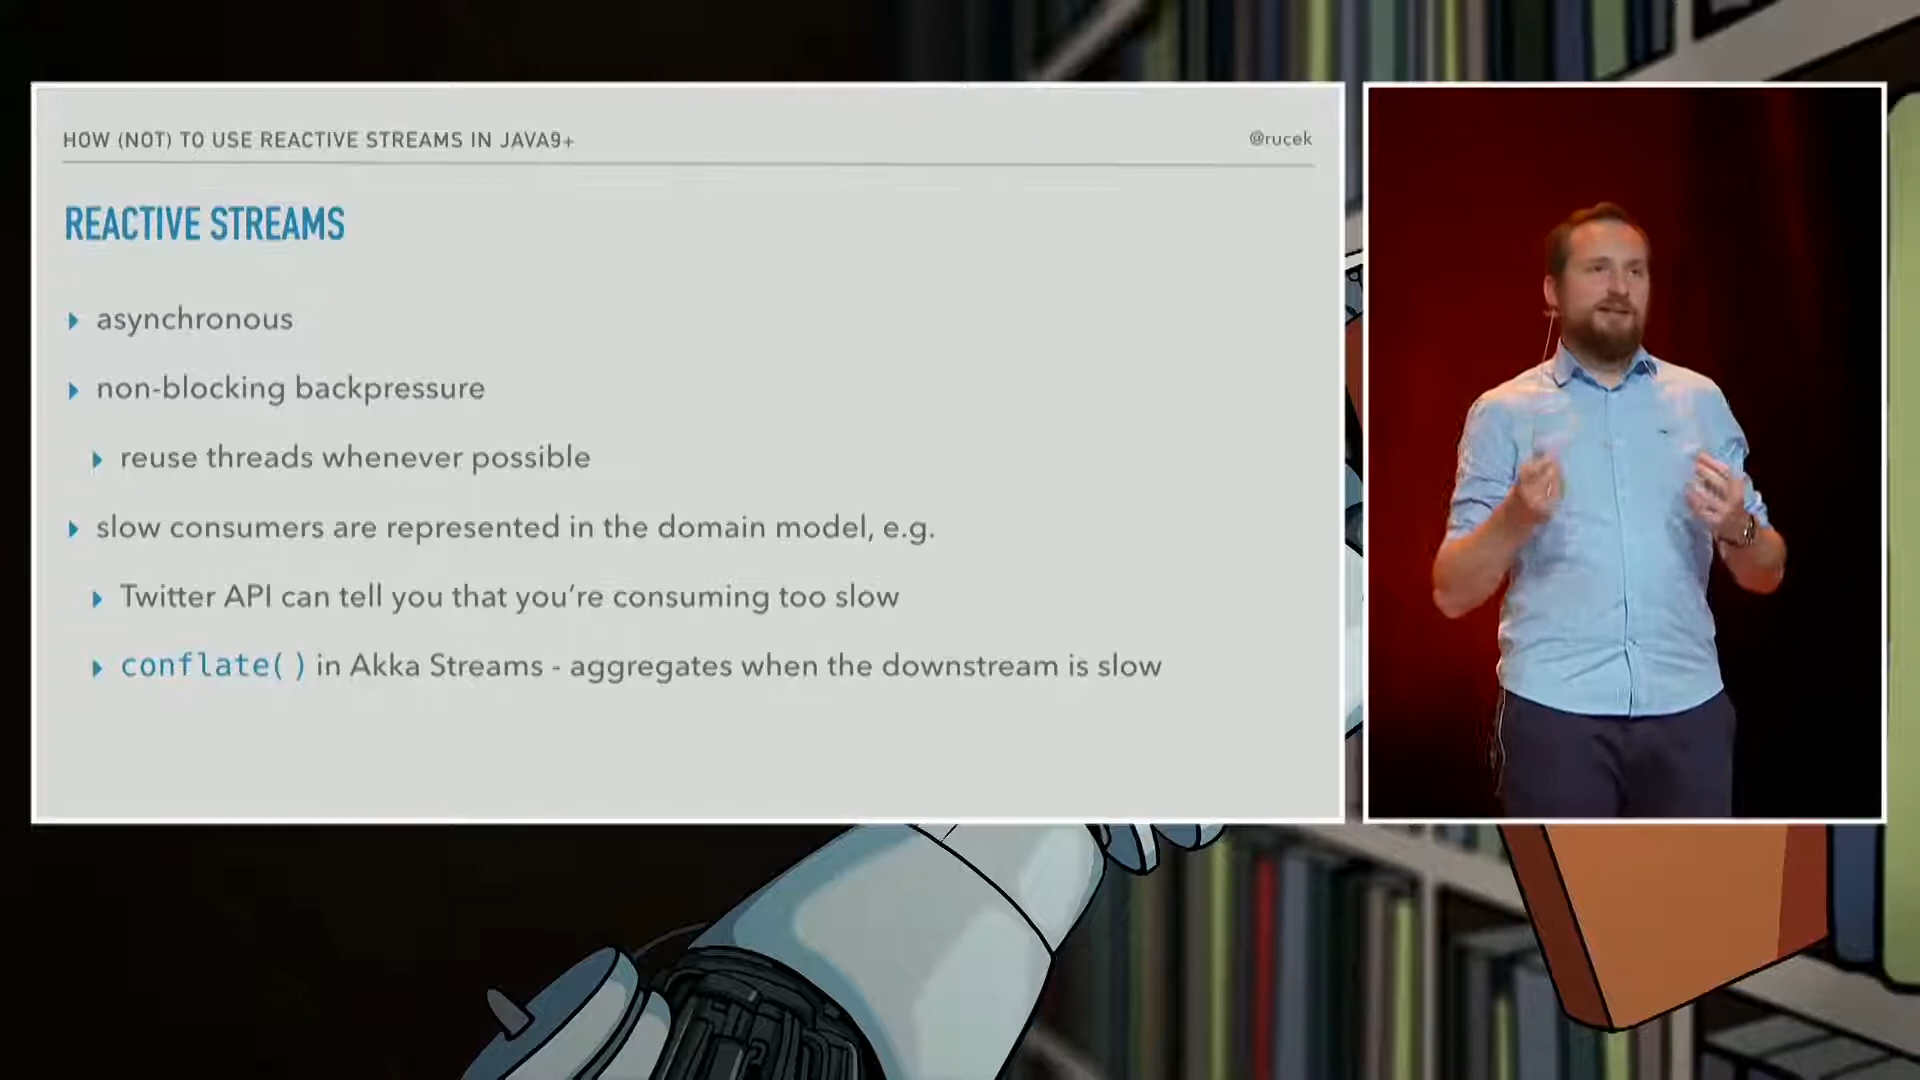 HOW (NOT) TO USE REACTIVE STREAMS IN JAVA9+
@rucek
REACTIVE STREAMS
asynchronous
non-blocking backpressure
reuse threads whenever possible
slow consumers are represented in the domain model, e.g.
Twitter API can tell you that you're consuming too slow
conflate() in Akka Streams - aggregates when the downstream is slow